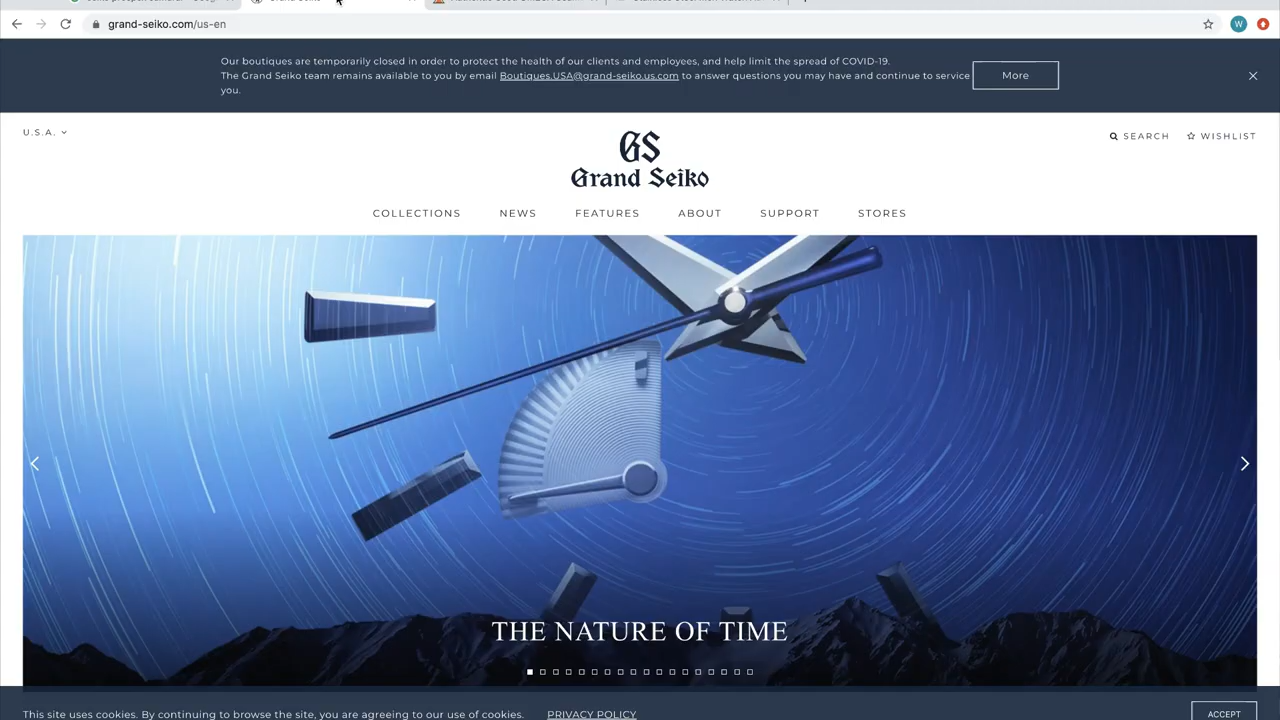 grand-seiko.com/us-en
W
Our boutiques are temporarily closed in order to protect the health of our clients and employees, and help limit the spread of COVID-19.
The Grand Seiko team remains available to you by email Boutiques.USA@grand-seiko.us.com to answer questions you may have and continue to service
you.
More
U.S.A.
SEARCH
WISHLIST
GS
Grand Seiko
COLLECTIONS NEWS FEATURES ABOUT SUPPORT STORES
THE NATURE OF TIME
This site uses cookies. By continuing to browse the site, you are agreeing to our use of cookies. PRIVACY POLICY
ACCEPT